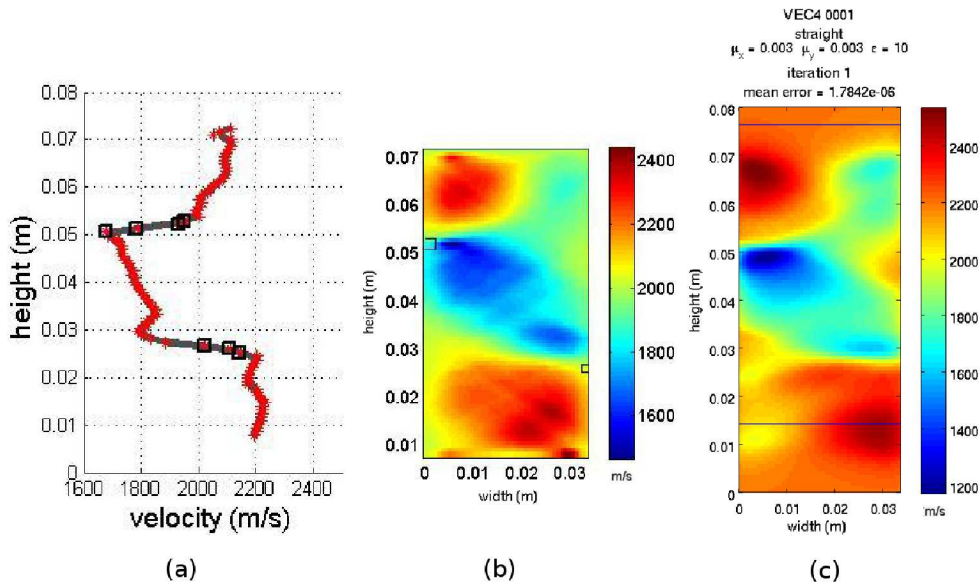 VEC4 0001
straight
μx = 0.003 μy = 0.003 ε = 10
iteration 1
mean error = 1.7842e-06
0.08
0.07
0.06
0.05
0.04
0.03
0.02
0.01
0
1600 1800 2000 2200 2400
height (m)
velocity (m/s)
(a)
0.07
0.06
0.05
0.04
0.03
0.02
0.01
0 0.01 0.02 0.03
height (m)
width (m)
2400
2200
2000
1800
1600
m/s
(b)
0.08
0.07
0.06
0.05
0.04
0.03
0.02
0.01
0
0 0.01 0.02 0.03
height (m)
width (m)
2400
2200
2000
1800
1600
1400
1200
m/s
(c)